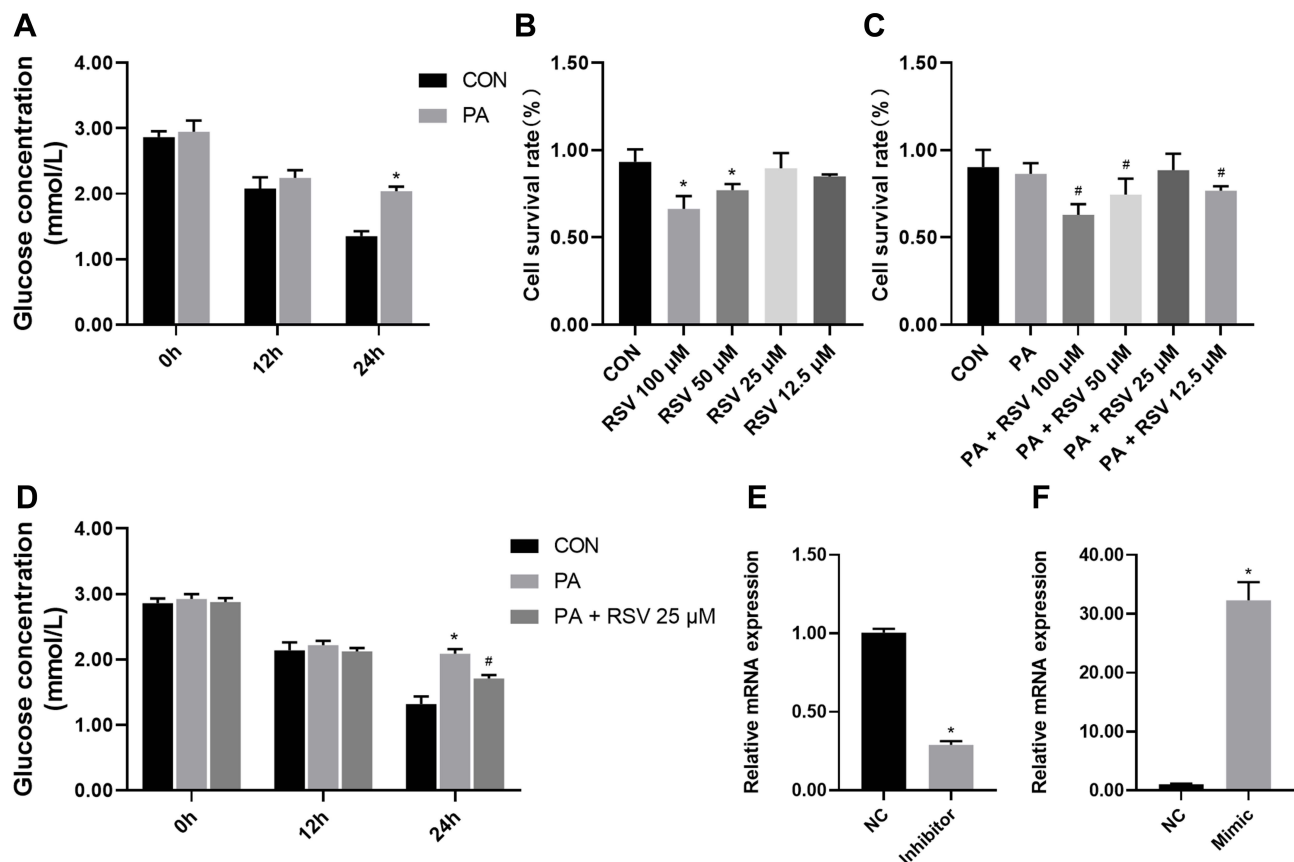 A
Glucose concentration
(mmol/L)
4.00
3.00
2.00
1.00
0.00
0h
12h
24h
*
CON
PA
B
Cell survival rate(%)
1.50
1.00
0.50
0.00
*
*
CON
RSV 100 μM
RSV 50 μM
RSV 25 μM
RSV 12.5 μM
C
Cell survival rate(%)
1.50
1.00
0.50
0.00
#
#
#
CON
PA
PA + RSV 100 μM
PA + RSV 50 μM
PA + RSV 25 μM
PA + RSV 12.5 μM
D
Glucose concentration
(mmol/L)
4.00
3.00
2.00
1.00
0.00
*
#
0h
12h
24h
CON
PA
PA + RSV 25 μM
E
Relative mRNA expression
1.50
1.00
0.50
0.00
*
NC
Inhibitor
F
Relative mRNA expression
40.00
30.00
20.00
10.00
0.00
*
NC
Mimic